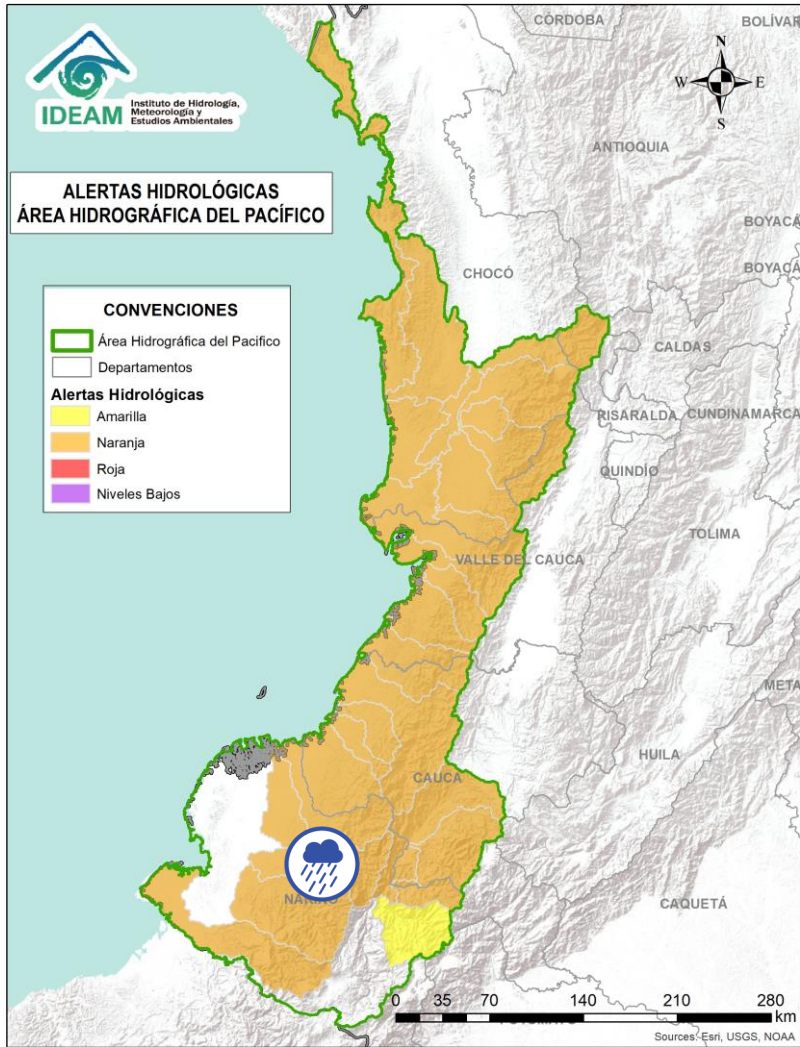 CÓRDOBA
BOLÍVAR
N
W
E
S
IDEAM
Instituto de Hidrología,
Meteorología y
Estudios Ambientales
ANTIOQUIA
ALERTAS HIDROLÓGICAS
ÁREA HIDROGRÁFICA DEL PACÍFICO
BOYACÁ
BOYACÁ
CHOCÓ
CONVENCIONES
Área Hidrográfica del Pacifico
Departamentos
Alertas Hidrológicas
Amarilla
Naranja
Roja
Niveles Bajos
CALDAS
RISARALDA
CUNDINAMARCA
QUINDÍO
TOLIMA
VALLE DEL CAUCA
META
HUILA
CAUCA
NARIÑO
CAQUETÁ
0 35 70 140 210 280
km
Sources: Esri, USGS, NOAA